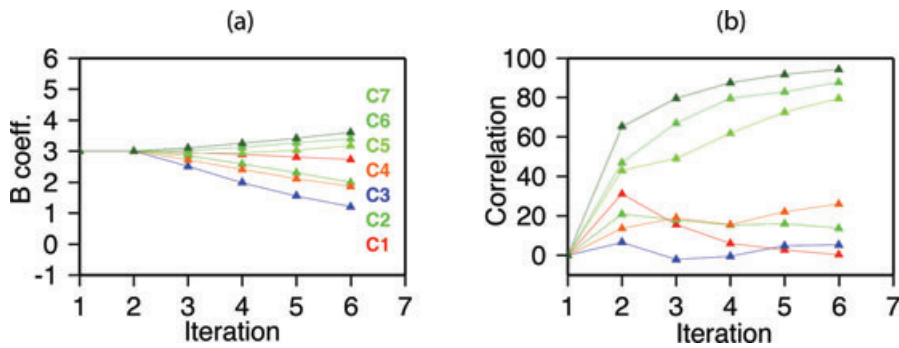 (a)
(b)
B coeff.
6
5
4
3
2
1
0
-1
C7
C6
C5
C4
C3
C2
C1
1 2 3 4 5 6 7
Iteration
Correlation
100
80
60
40
20
0
1 2 3 4 5 6 7
Iteration